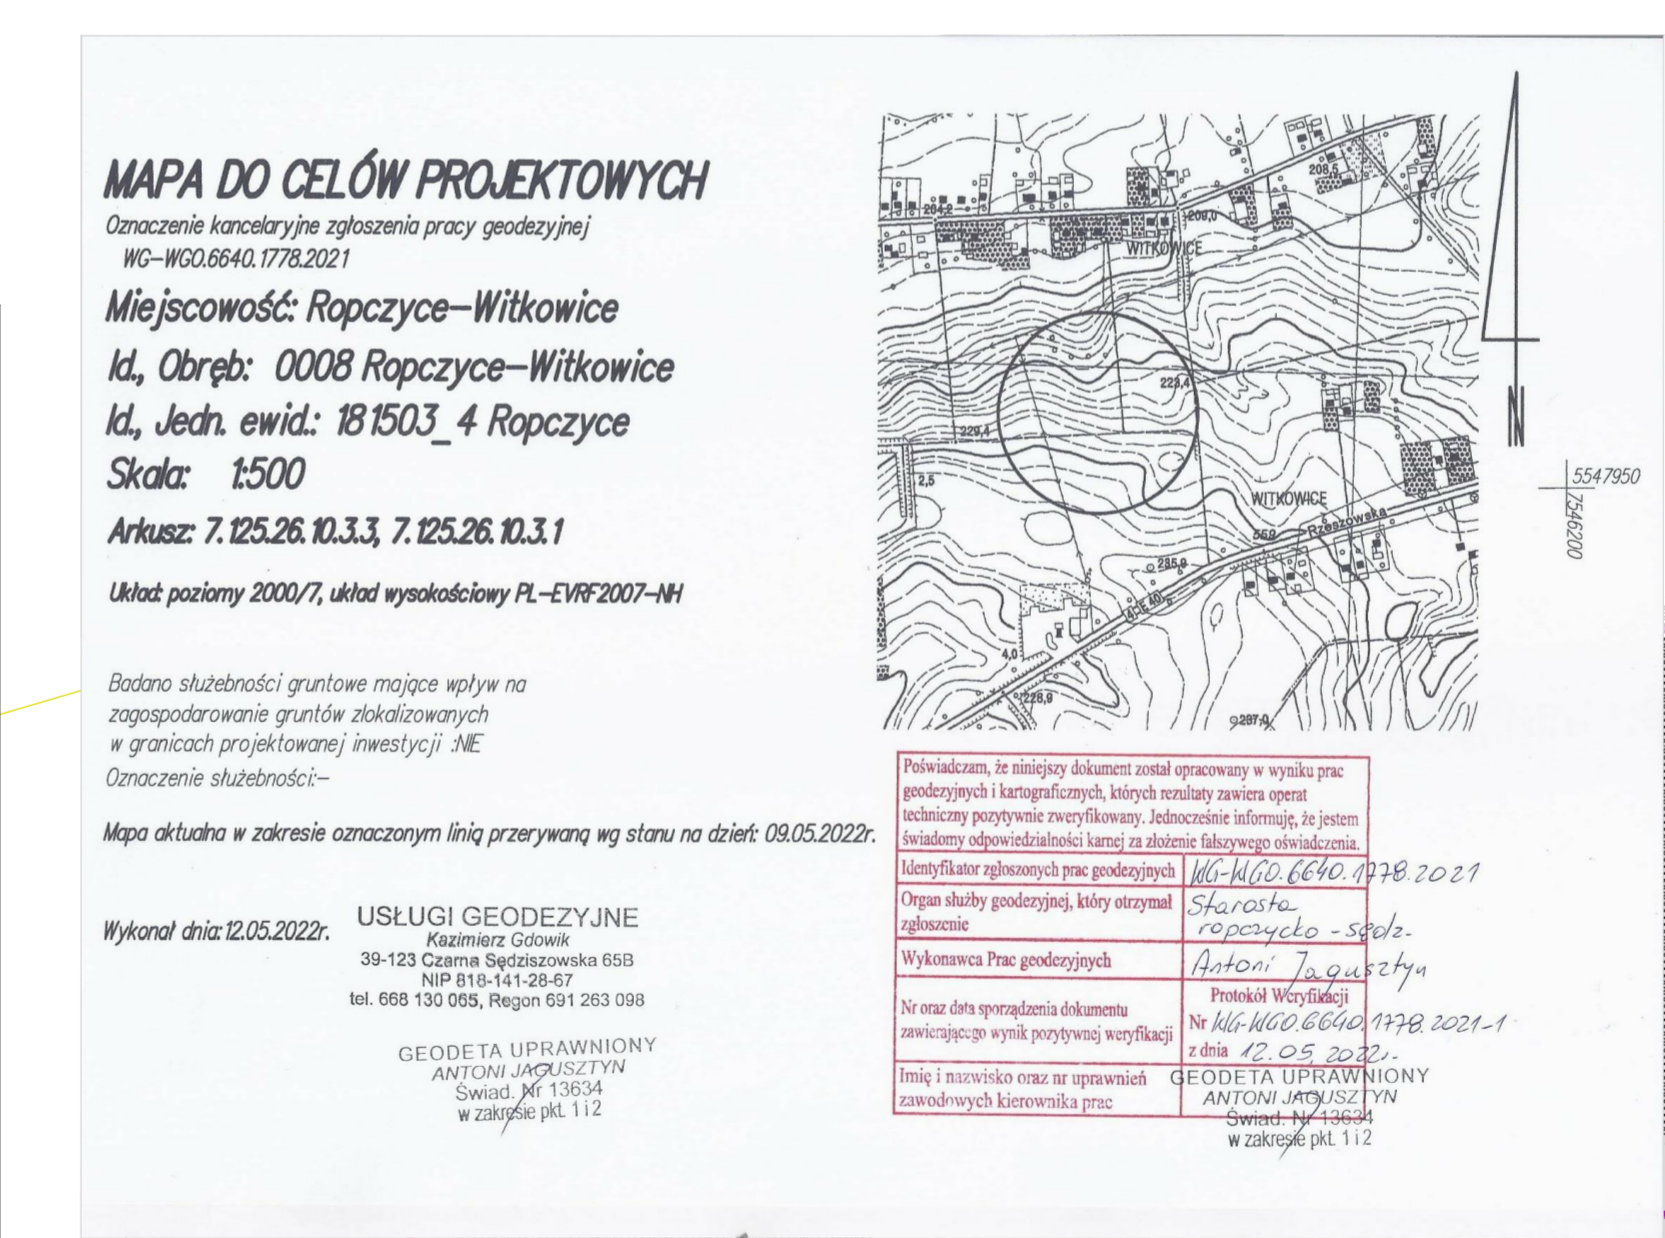 MAPA DO CELÓW PROJEKTOWYCH
Oznaczenie kancelaryjne zgłoszenia pracy geodezyjnej
WG-WGO.6640.1778.2021
Miejscowość: Ropczyce-Witkowice
Id., Obręb: 0008 Ropczyce-Witkowice
Id., Jedn. ewid.: 181503_4 Ropczyce
Skala: 1:500
Arkusz: 7.125.26.10.3.3, 7.125.26.10.3.1
Układ: poziomy 2000/7, układ wysokościowy PL-EVRF2007-NH
Badano służebności gruntowe mające wpływ na
zagospodarowanie gruntów zlokalizowanych
w granicach projektowanej inwestycji :NIE
Oznaczenie służebności:-
Mapa aktualna w zakresie oznaczonym linią przerywaną wg stanu na dzień: 09.05.2022r.
Wykonał dnia: 12.05.2022r.
USŁUGI GEODEZYJNE
Kazimierz Gdowik
39-123 Czarna Sędziszowska 65B
NIP 818-141-28-67
tel. 668 130 065, Regon 691 263 098
GEODETA UPRAWNIONY
ANTONI JAGUSZTYN
Świad. Nr 13634
w zakresie pkt. 1 i 2
208,5
204,2
209,0
WITKOWICE
223,4
229,4
2,5
WITKOWICE
Rzeszowska
559
235,9
4 (E 40)
4,0
228,9
237,0
N
5547950
7546200
Poświadczam, że niniejszy dokument został opracowany w wyniku prac
geodezyjnych i kartograficznych, których rezultaty zawiera operat
techniczny pozytywnie zweryfikowany. Jednocześnie informuję, że jestem
świadomy odpowiedzialności karnej za złożenie fałszywego oświadczenia.
Identyfikator zgłoszonych prac geodezyjnych WG-WGO.6640.1778.2021
Organ służby geodezyjnej, który otrzymał
zgłoszenie
Starosta
ropczycko-sędz.
Wykonawca Prac geodezyjnych Antoni Jagusztyn
Nr oraz data sporządzenia dokumentu
zawierającego wynik pozytywnej weryfikacji
Protokół Weryfikacji
Nr WG-WGO.6640.1778.2021-1
z dnia 12.05.2022r.
Imię i nazwisko oraz nr uprawnień
zawodowych kierownika prac
GEODETA UPRAWNIONY
ANTONI JAGUSZTYN
Świad. Nr 13634
w zakresie pkt. 1 i 2